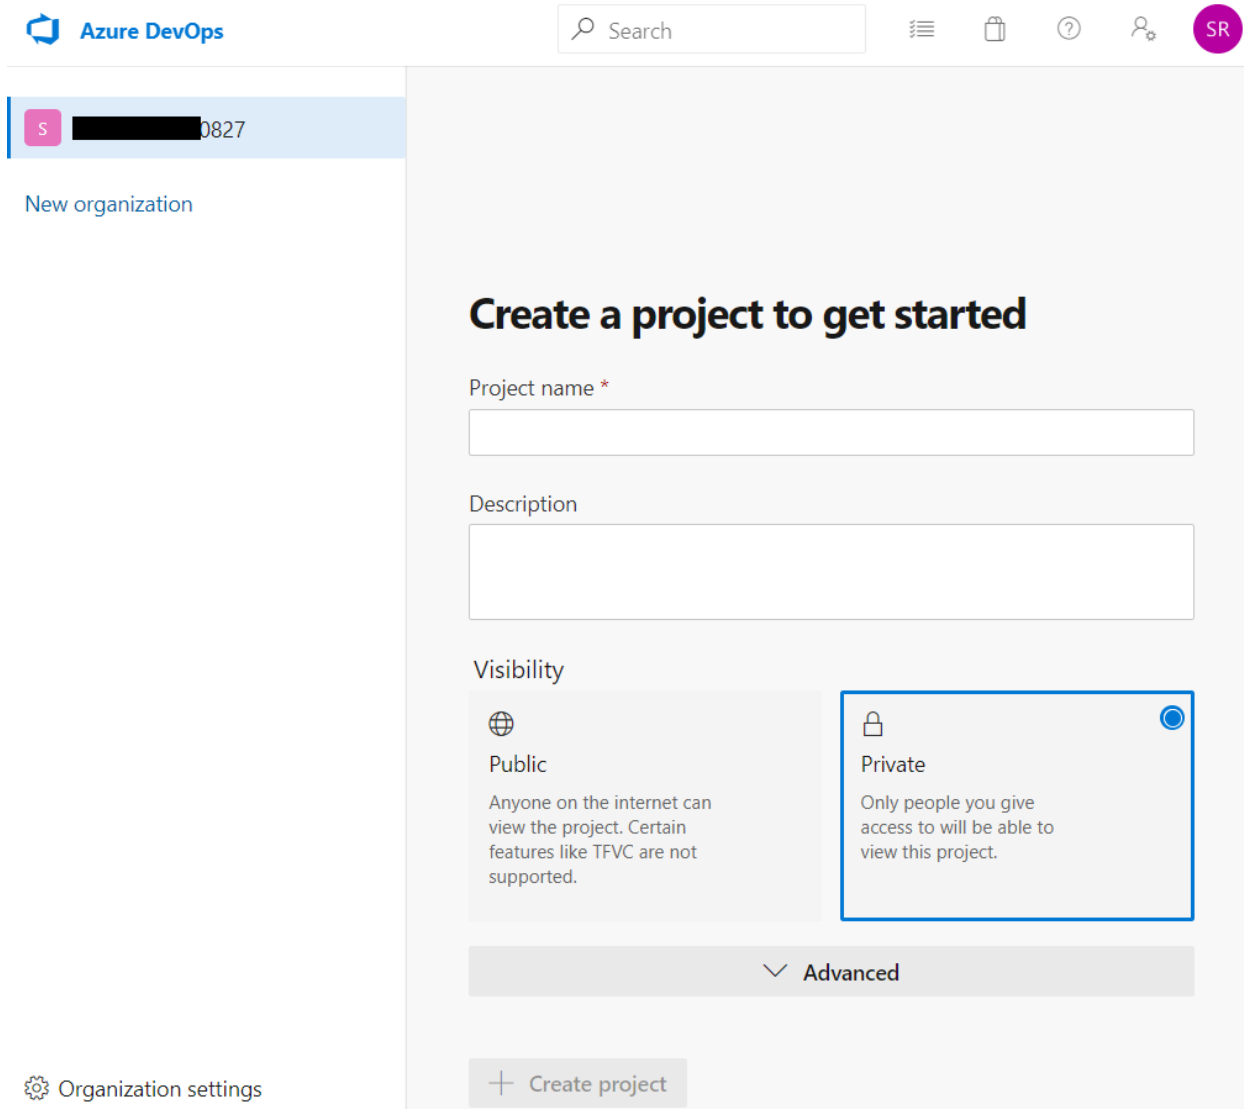 Azure DevOps
Search
SR
S
0827
New organization
Create a project to get started
Project name *
Description
Visibility
Public
Anyone on the internet can
view the project. Certain
features like TFVC are not
supported.
Private
Only people you give
access to will be able to
view this project.
Advanced
Create project
Organization settings